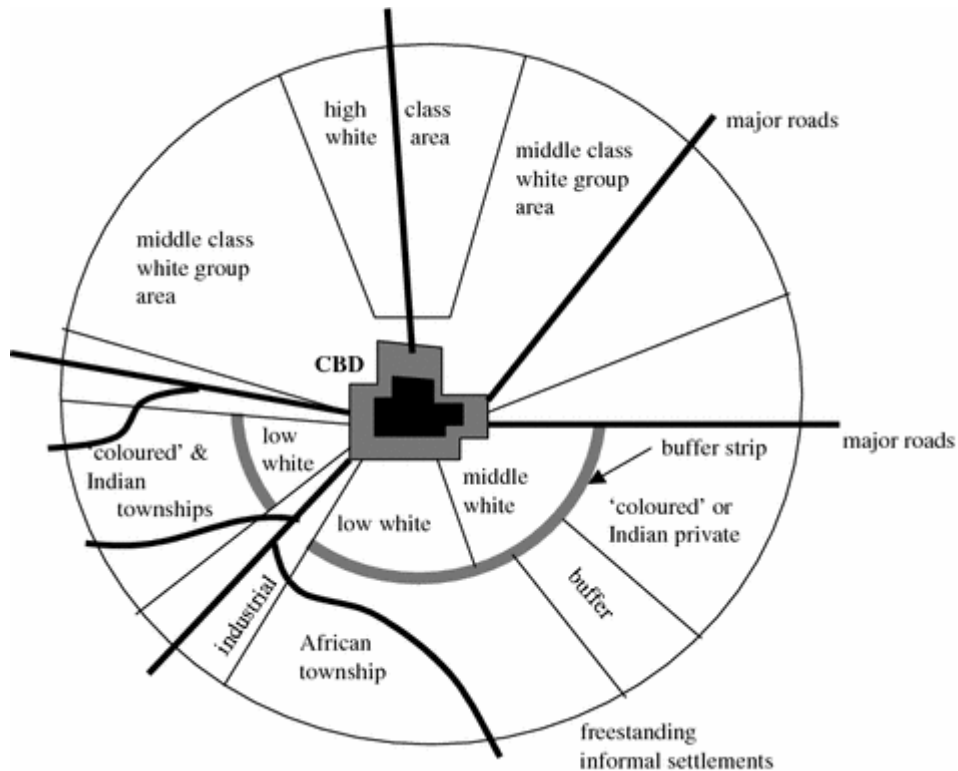 high class
white area
major roads
middle class
white group
area
middle class
white group
area
CBD
low
white
major roads
buffer strip
'coloured' &
Indian
townships
middle
white
low white
'coloured' or
Indian private
buffer
industrial
African
township
freestanding
informal settlements